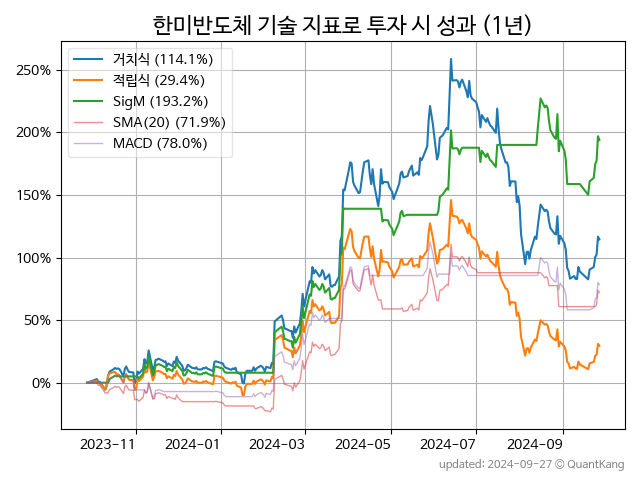 한미반도체 기술 지표로 투자 시 성과 (1년)
거치식 (114.1%)
적립식 (29.4%)
SigM (193.2%)
SMA(20) (71.9%)
MACD (78.0%)
250%
200%
150%
100%
50%
0%
2023-11 2024-01 2024-03 2024-05 2024-07 2024-09
updated: 2024-09-27 © QuantKang